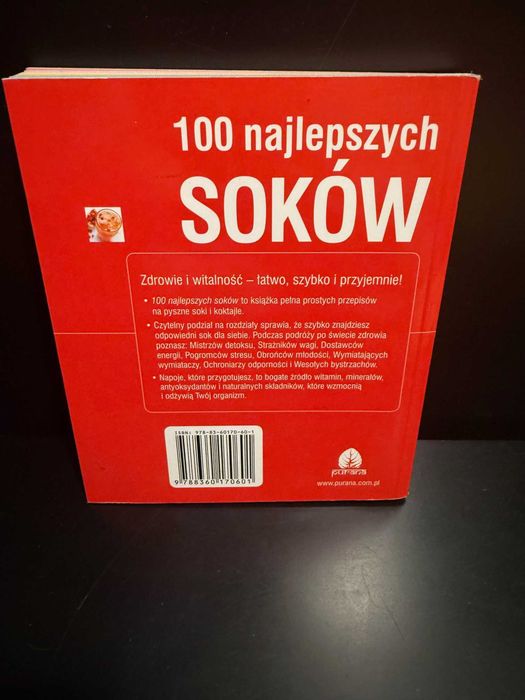 100 najlepszych
SOKÓW
Zdrowie i witalność – łatwo, szybko i przyjemnie!
• 100 najlepszych soków to książka pełna prostych przepisów
na pyszne soki i koktajle.
• Czytelny podział na rozdziały sprawia, że szybko znajdziesz
odpowiedni sok dla siebie. Podczas podróży po świecie zdrowia
poznasz: Mistrzów detoksu, Strażników wagi, Dostawców
energii, Pogromców stresu, Obrońców młodości, Wymiatających
wymiataczy, Ochroniarzy odporności i Wesołych bystrzachów.
• Napoje, które przygotujesz, to bogate źródło witamin, minerałów,
antyoksydantów i naturalnych składników, które wzmocnią
i odżywią Twój organizm.
ISBN: 978-83-60170-60-1
9 788360 170601
purana
www.purana.com.pl